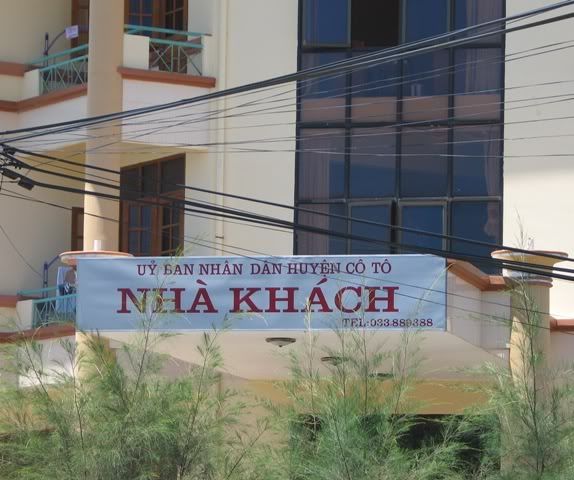 UỶ BAN NHÂN DÂN HUYỆN CÔ TÔ
NHÀ KHÁCH
TEL:033.889388